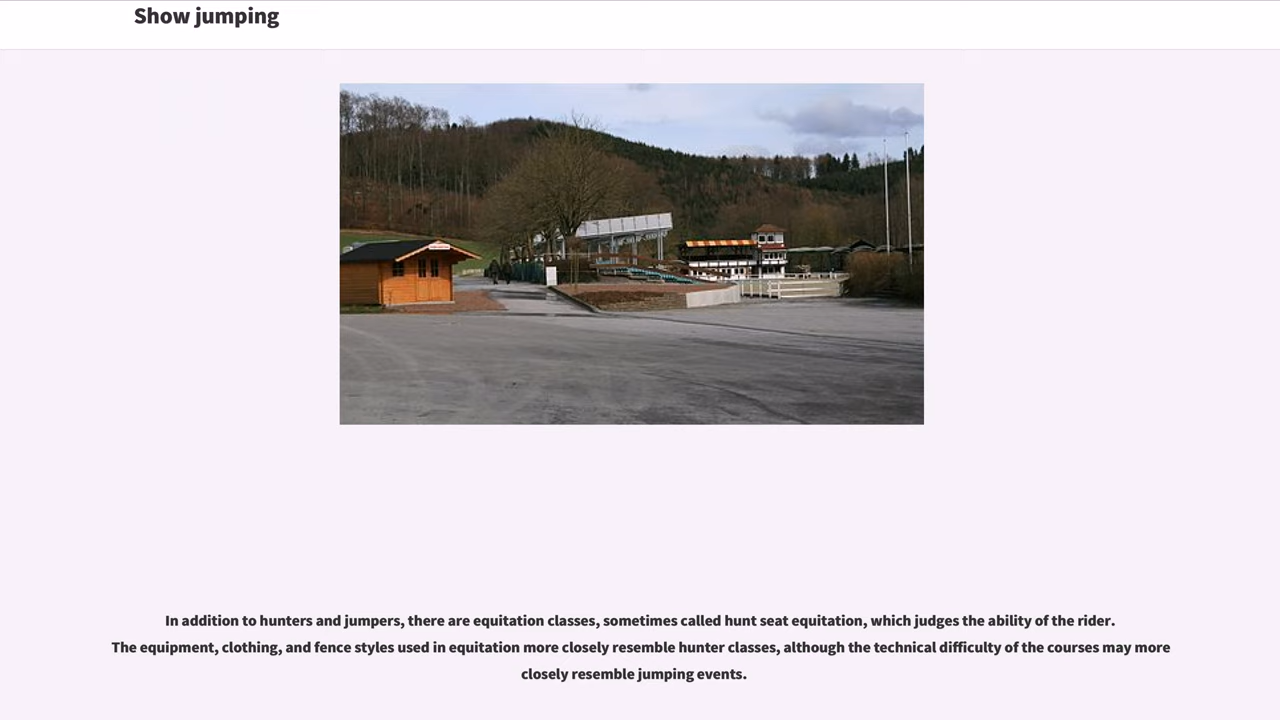 Show jumping
In addition to hunters and jumpers, there are equitation classes, sometimes called hunt seat equitation, which judges the ability of the rider.
The equipment, clothing, and fence styles used in equitation more closely resemble hunter classes, although the technical difficulty of the courses may more
closely resemble jumping events.